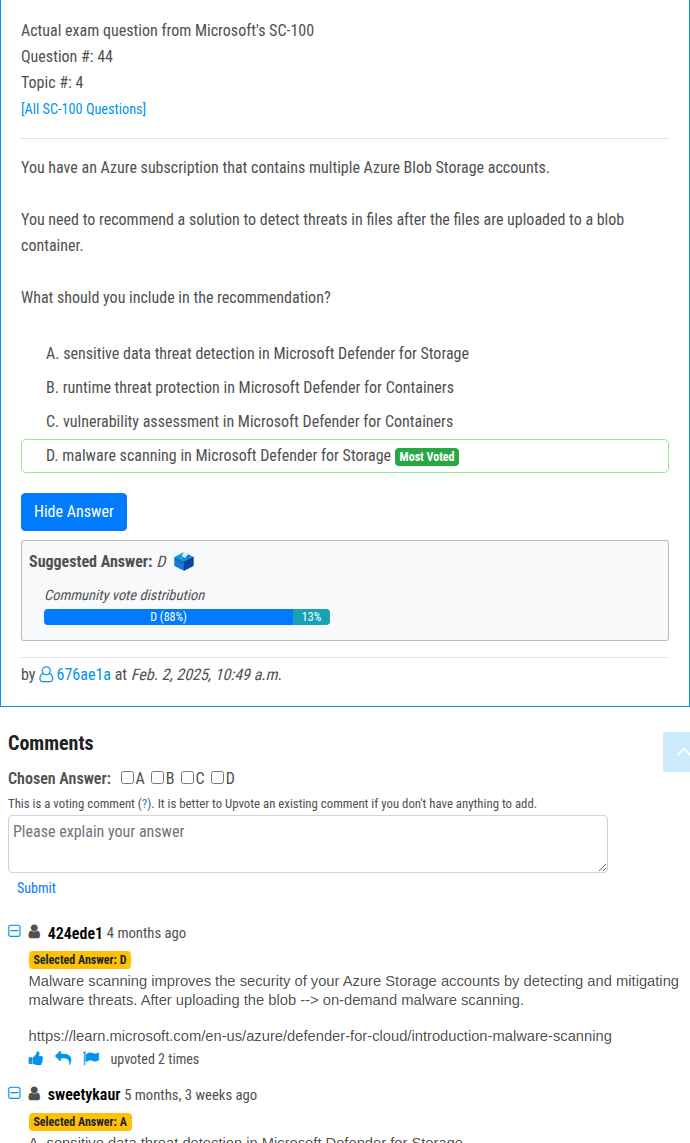 Actual exam question from Microsoft's SC-100
Question #: 44
Topic #: 4
[All SC-100 Questions]
You have an Azure subscription that contains multiple Azure Blob Storage accounts.
You need to recommend a solution to detect threats in files after the files are uploaded to a blob
container.
What should you include in the recommendation?
A. sensitive data threat detection in Microsoft Defender for Storage
B. runtime threat protection in Microsoft Defender for Containers
C. vulnerability assessment in Microsoft Defender for Containers
D. malware scanning in Microsoft Defender for Storage Most Voted
Hide Answer
Suggested Answer: D
Community vote distribution
D (88%) 13%
by 676ae1a at Feb. 2, 2025, 10:49 a.m.
Comments
Chosen Answer: A B C D
This is a voting comment (?). It is better to Upvote an existing comment if you don't have anything to add.
Please explain your answer
Submit
424ede1 4 months ago
Selected Answer: D
Malware scanning improves the security of your Azure Storage accounts by detecting and mitigating
malware threats. After uploading the blob --> on-demand malware scanning.
https://learn.microsoft.com/en-us/azure/defender-for-cloud/introduction-malware-scanning
upvoted 2 times
sweetykaur 5 months, 3 weeks ago
Selected Answer: A
A. sensitive data threat detection in Microsoft Defender for Storage